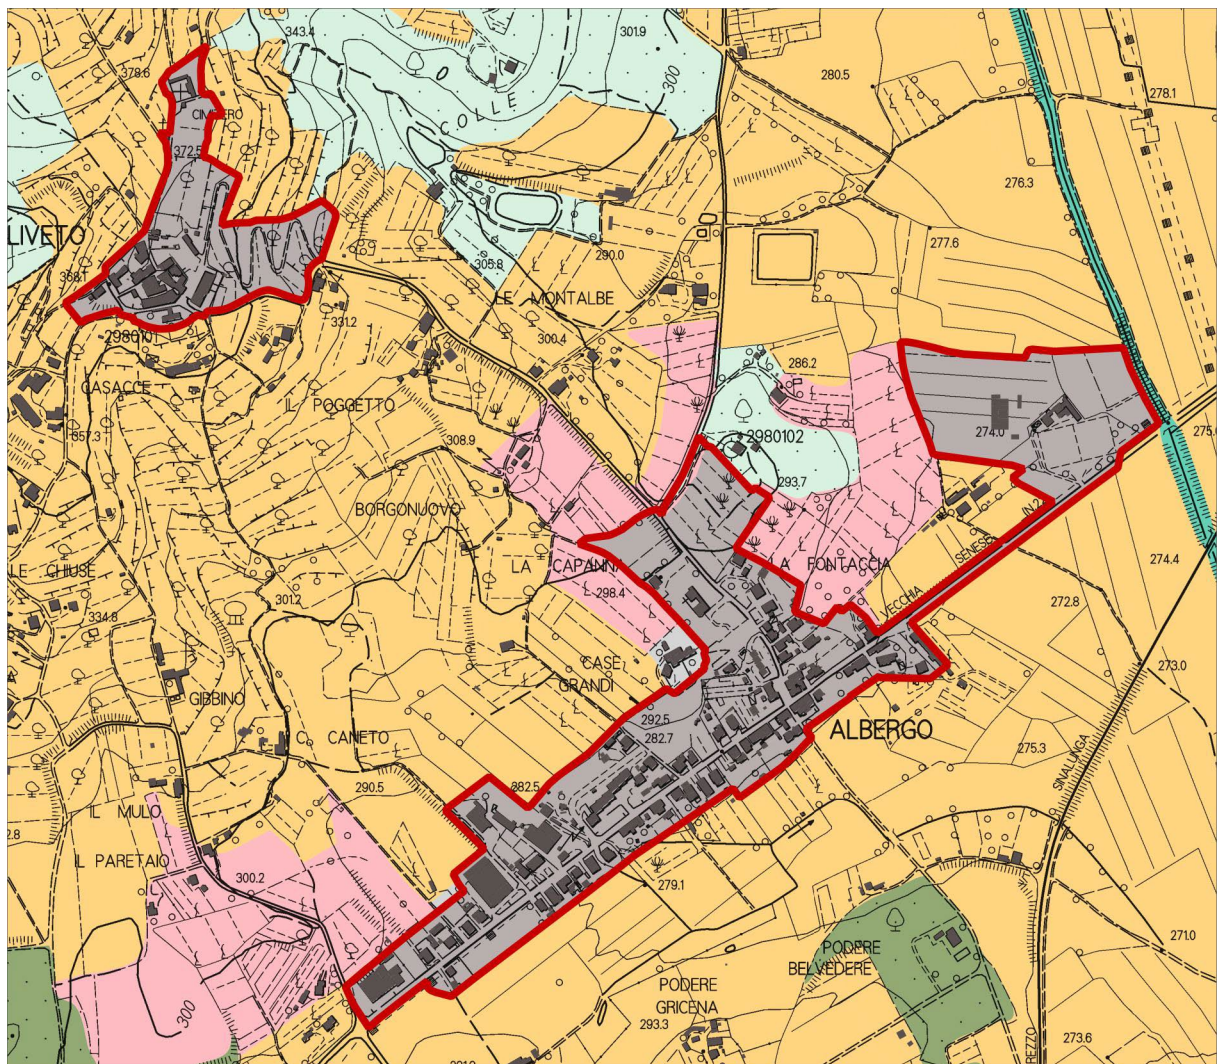 343.4
301.9
378.6
280.5
300
278.1
COLLE
CIMITERO
372.5
276.3
LIVETO
277.6
368.1
305.8
290.0
LE MONTALBE
331.2
2980101
300.4
286.2
CASACCE
IL POGGETTO
357.3
308.9
2980102
274.0
293.7
BORGONUOVO
SENESE
LE CHIUSE
LA CAPANNA
LA FONTACCIA
274.4
298.4
301.2
VECCHIA
272.8
334.8
CASE
GRANDI
273.0
GIBBINO
292.5
282.7
ALBERGO
C. CANETO
275.3
SINALUNGA
282.5
290.5
IL MULO
2.8
IL PARETAIO
300.2
279.1
271.0
PODERE
BELVEDERE
PODERE
GRICENA
300
293.3
273.6
REZZO